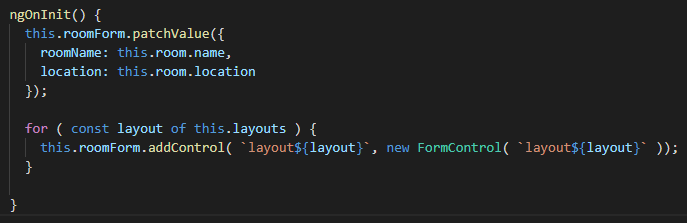 ngOnInit() {
this.roomForm.patchValue({
roomName: this.room.name,
location: this.room.location
});
for ( const layout of this.layouts ) {
this.roomForm.addControl( `layout${layout}`, new FormControl( `layout${layout}` ));
}
}